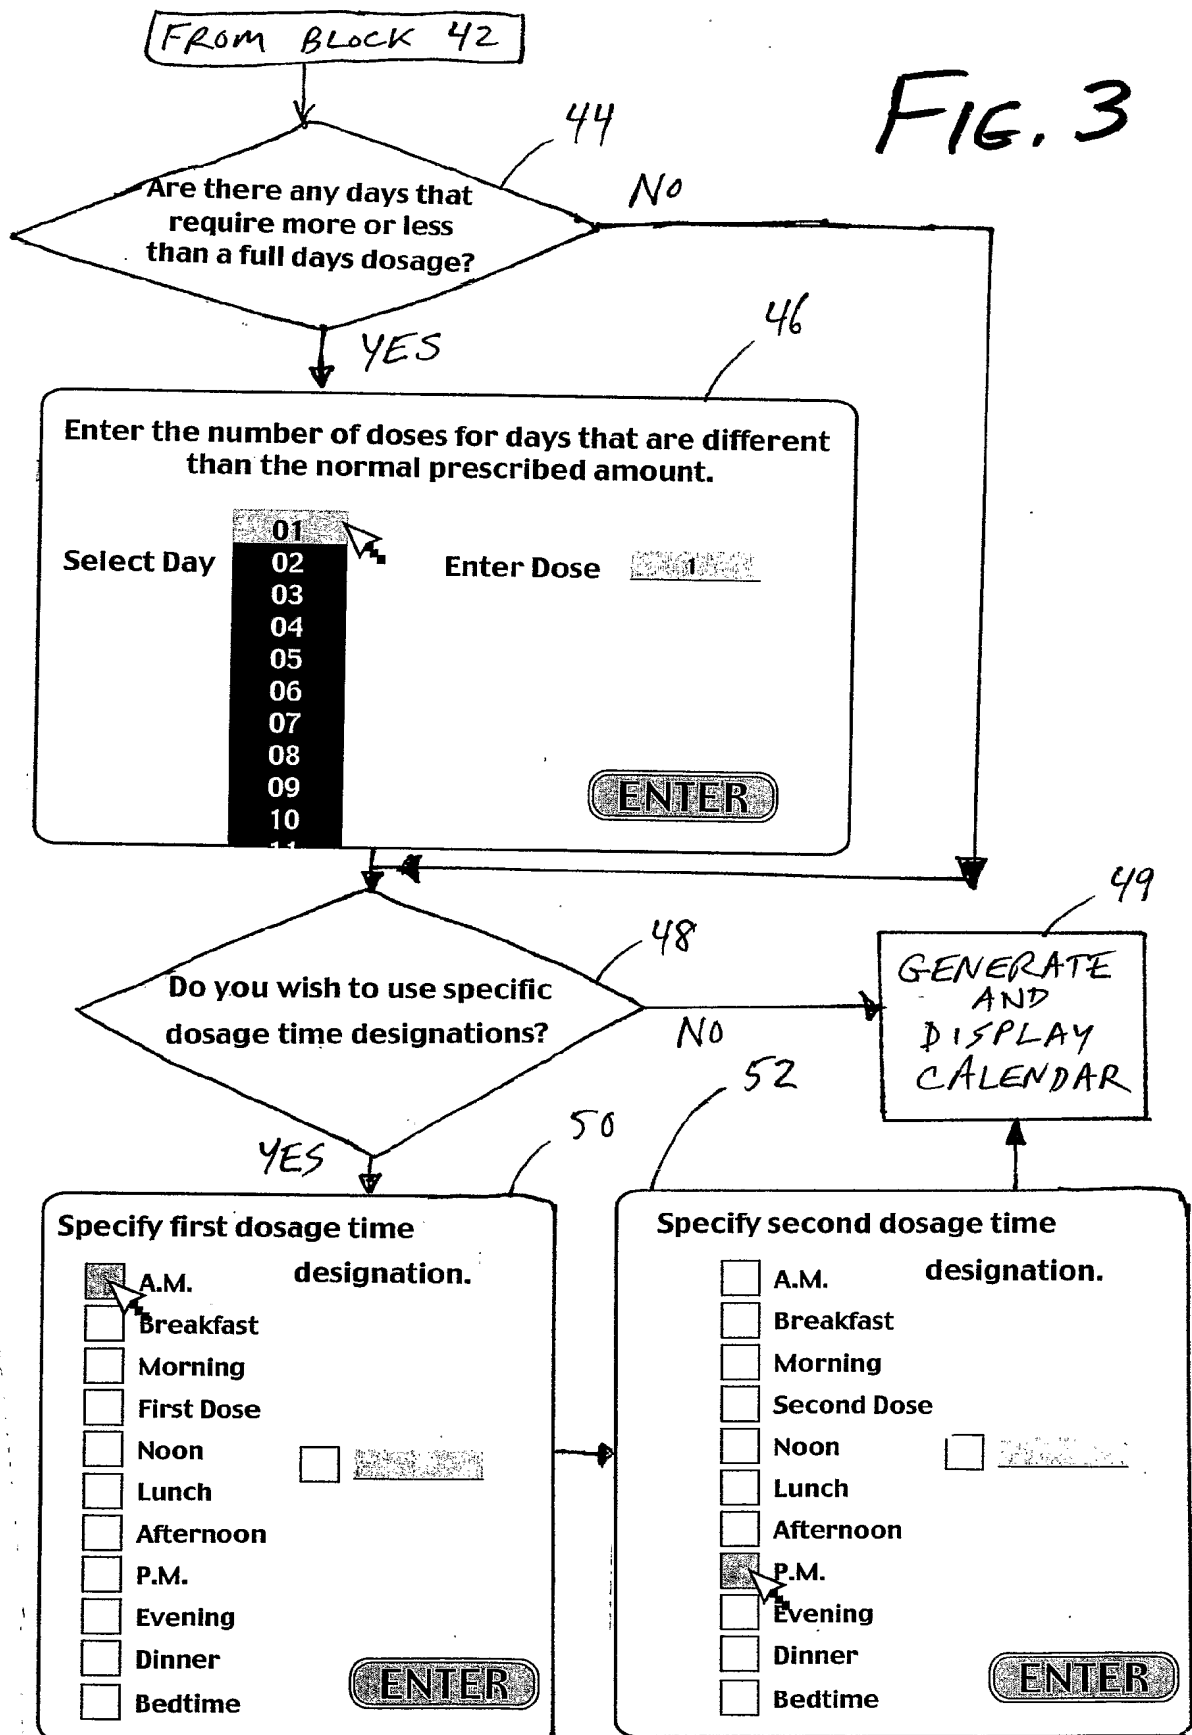 FROM BLOCK 42
FIG. 3
44
Are there any days that
require more or less
than a full days dosage?
NO
YES
46
Enter the number of doses for days that are different
than the normal prescribed amount.
Select Day
01
02
03
04
05
06
07
08
09
10
11
Enter Dose
1
ENTER
48
Do you wish to use specific
dosage time designations?
NO
49
GENERATE
AND
DISPLAY
CALENDAR
YES
50
Specify first dosage time
designation.
A.M.
Breakfast
Morning
First Dose
Noon
Lunch
Afternoon
P.M.
Evening
Dinner
Bedtime
ENTER
52
Specify second dosage time
designation.
A.M.
Breakfast
Morning
Second Dose
Noon
Lunch
Afternoon
P.M.
Evening
Dinner
Bedtime
ENTER